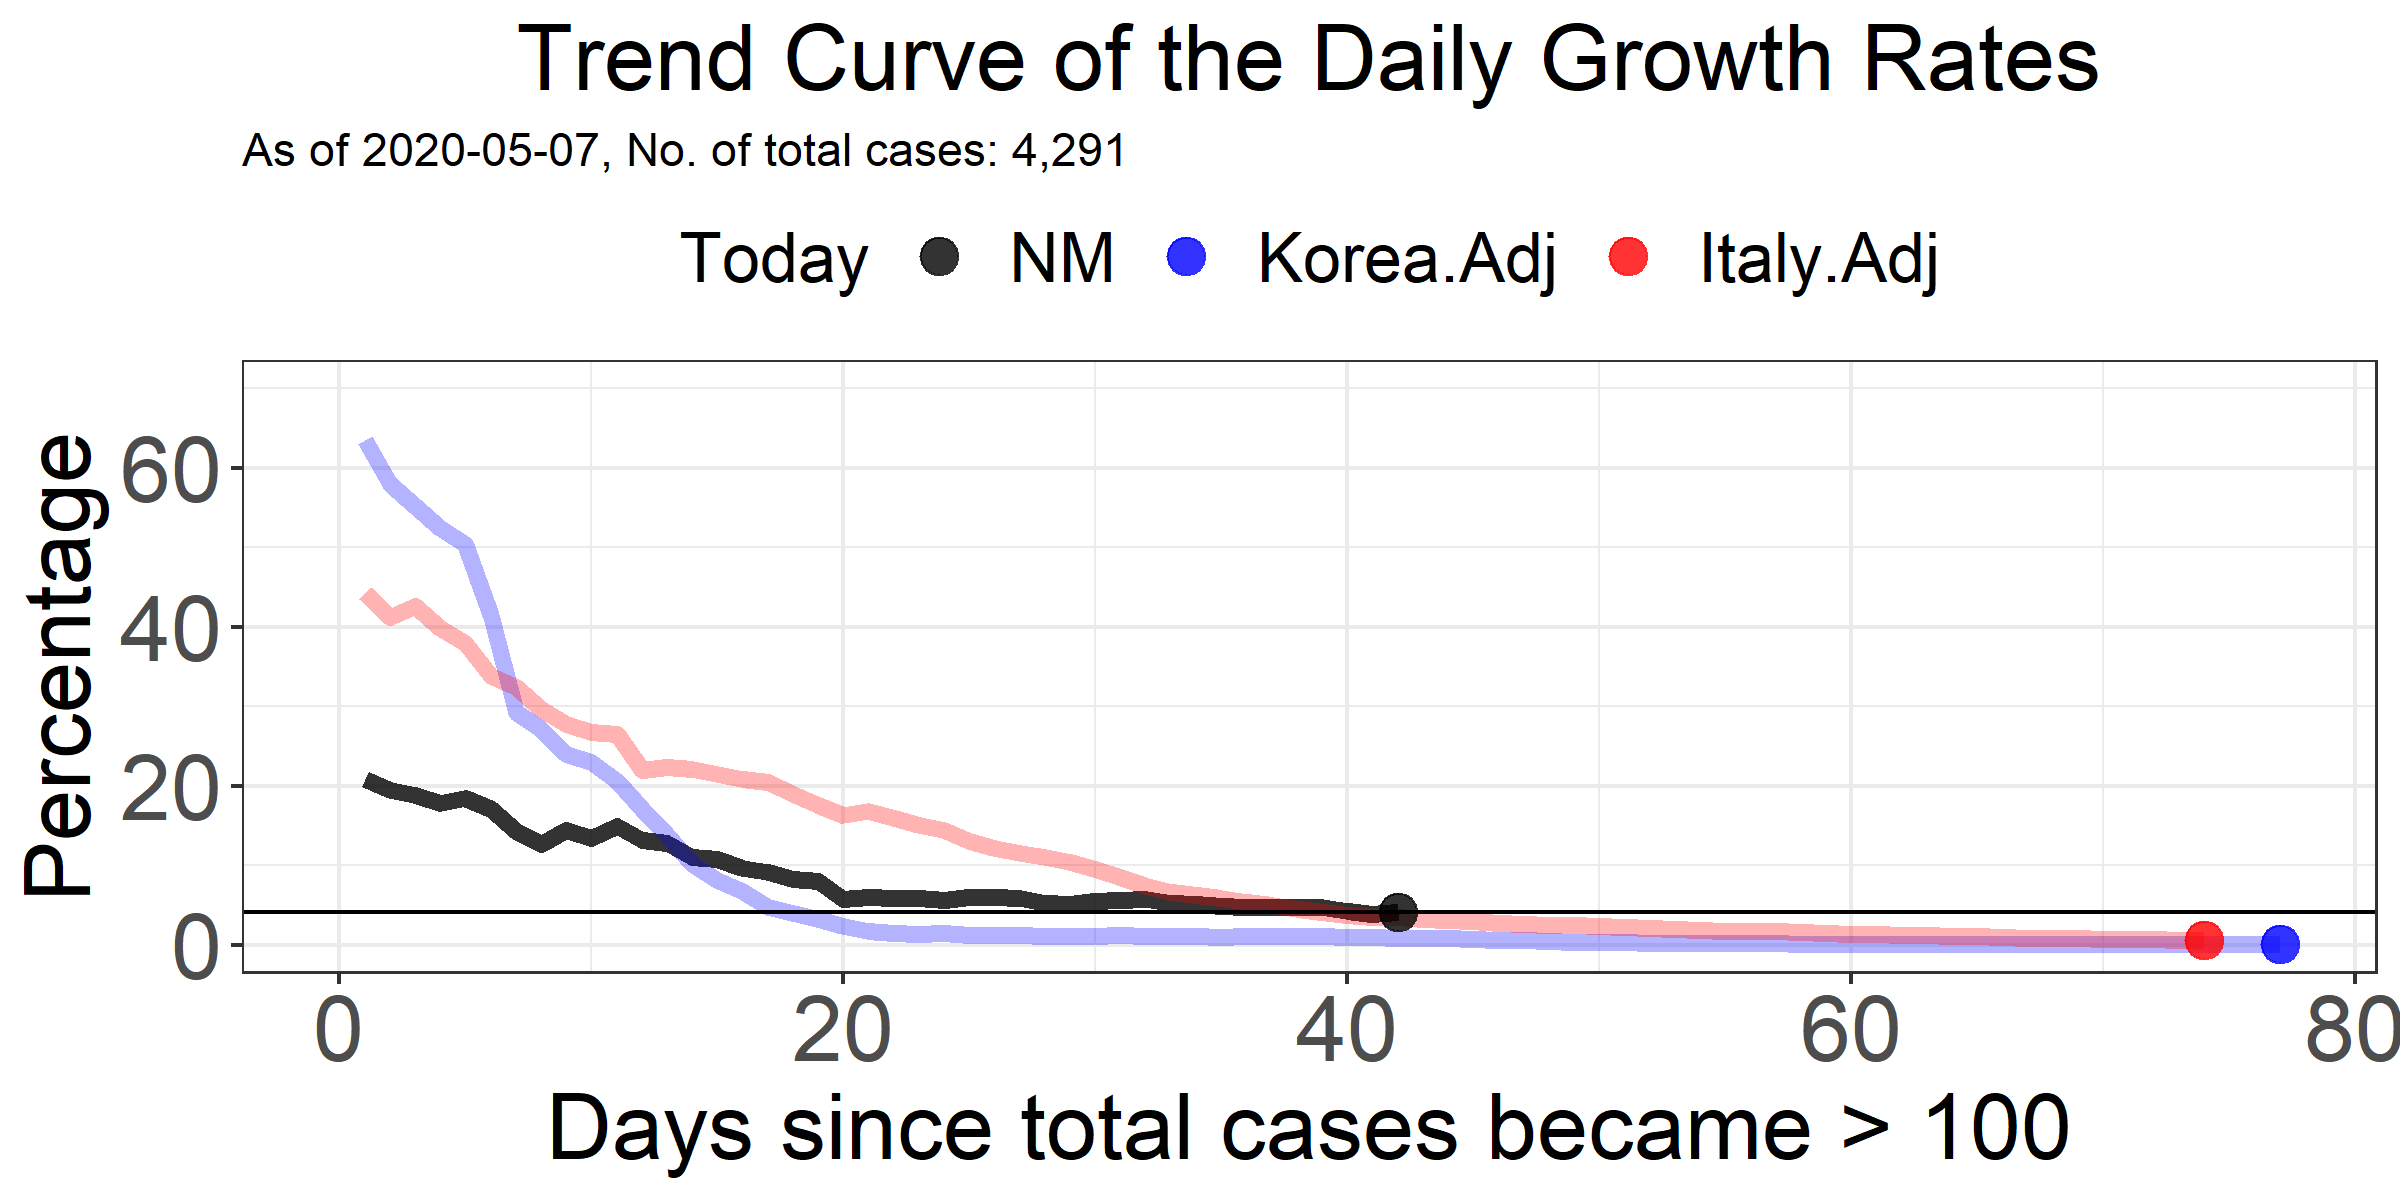 Trend Curve of the Daily Growth Rates
As of 2020-05-07, No. of total cases: 4,291
Today NM Korea.Adj Italy.Adj
Percentage
60
40
20
0
0 20 40 60 80
Days since total cases became > 100